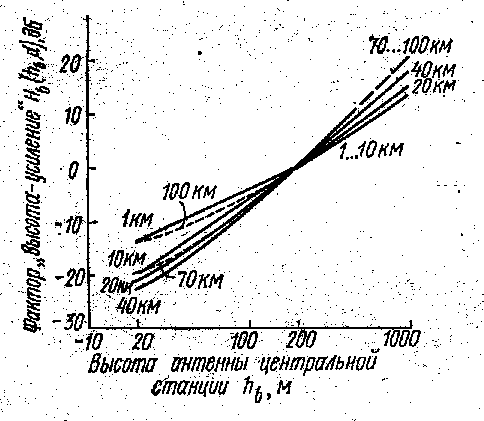 Фактор „Высота-усиление“ Hb(hb,d), дБ
20
10
0
-10
-20
-30
70...100 км
40 км
20 км
1...10 км
100 км
1 км
10 км
20 км
70 км
40 км
-10 20 100 200 1000
Высота антенны центральной
станции hb, м